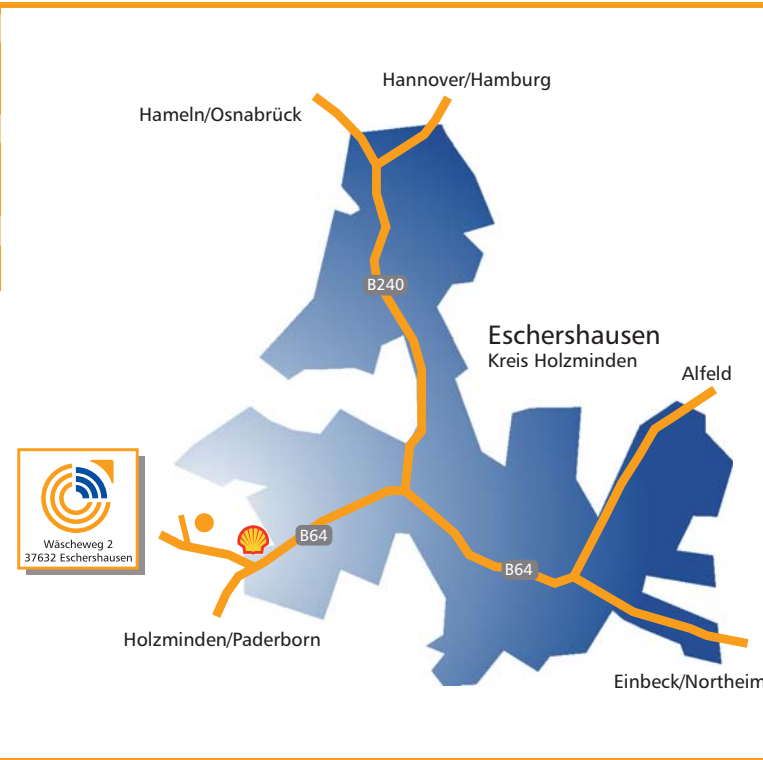 Hannover/Hamburg
Hameln/Osnabrück
B240
Eschershausen
Kreis Holzminden
Alfeld
Wäscheweg 2
37632 Eschershausen
B64
B64
Holzminden/Paderborn
Einbeck/Northeim